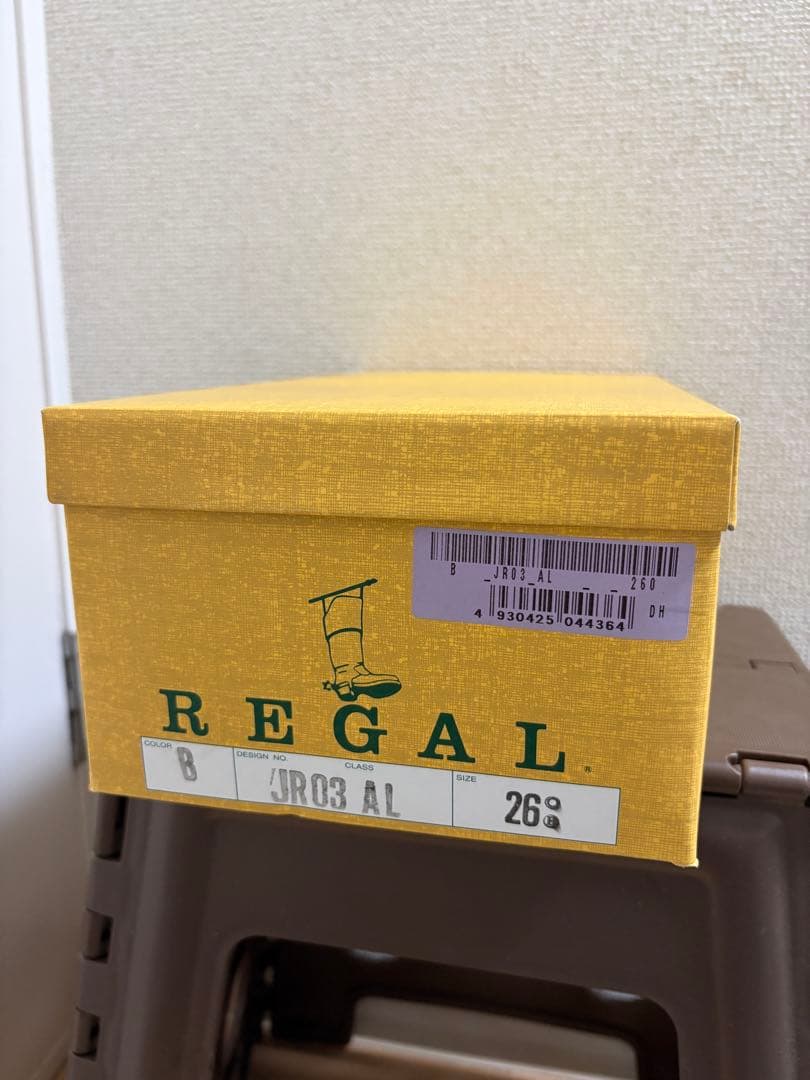 B _JR03_AL _ _ 260
4 930425 044364 DH
REGAL®
COLOR B
DESIGN NO. CLASS JR03 AL
SIZE 26